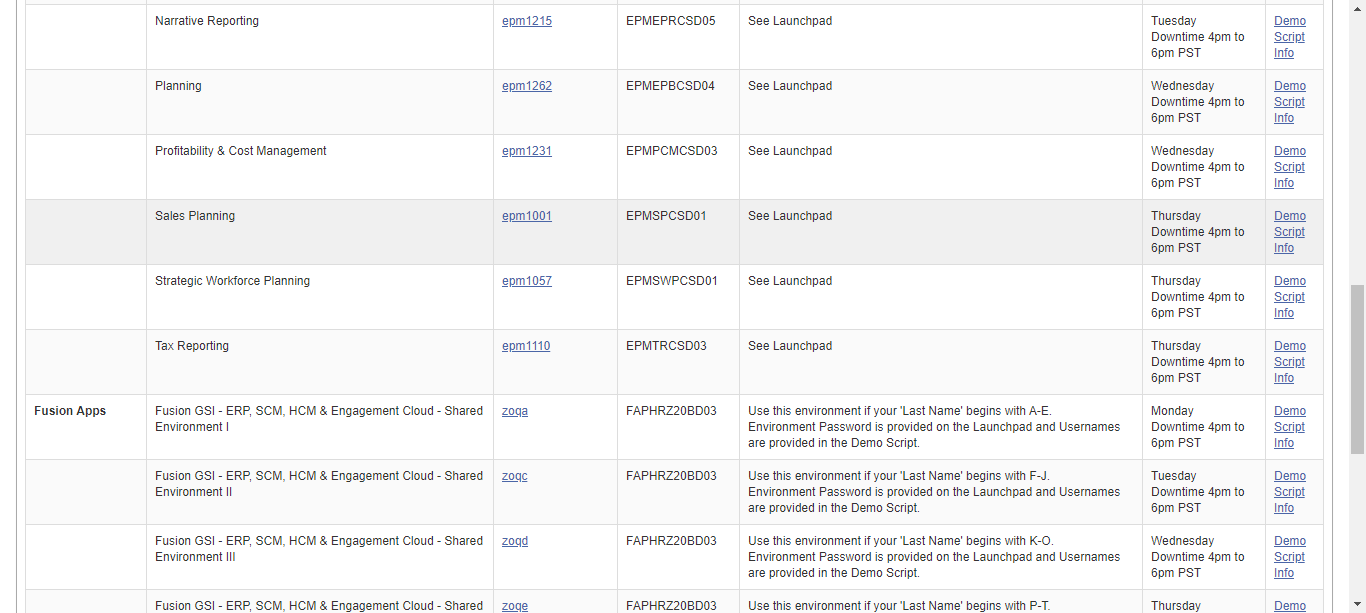 Narrative Reporting epm1215 EPMEPRCSD05 See Launchpad Tuesday Demo
Downtime 4pm to Script
6pm PST Info
Planning epm1262 EPMEPBCSD04 See Launchpad Wednesday Demo
Downtime 4pm to Script
6pm PST Info
Profitability & Cost Management epm1231 EPMPCMCSD03 See Launchpad Wednesday Demo
Downtime 4pm to Script
6pm PST Info
Sales Planning epm1001 EPMSPCSD01 See Launchpad Thursday Demo
Downtime 4pm to Script
6pm PST Info
Strategic Workforce Planning epm1057 EPMSWPCSD01 See Launchpad Thursday Demo
Downtime 4pm to Script
6pm PST Info
Tax Reporting epm1110 EPMTRCSD03 See Launchpad Thursday Demo
Downtime 4pm to Script
6pm PST Info
Fusion Apps Fusion GSI - ERP, SCM, HCM & Engagement Cloud - Shared zoqa FAPHRZ20BD03 Use this environment if your 'Last Name' begins with A-E. Monday Demo
Environment I Environment Password is provided on the Launchpad and Usernames Downtime 4pm to Script
are provided in the Demo Script. 6pm PST Info
Fusion GSI - ERP, SCM, HCM & Engagement Cloud - Shared zoqc FAPHRZ20BD03 Use this environment if your 'Last Name' begins with F-J. Tuesday Demo
Environment II Environment Password is provided on the Launchpad and Usernames Downtime 4pm to Script
are provided in the Demo Script. 6pm PST Info
Fusion GSI - ERP, SCM, HCM & Engagement Cloud - Shared zoqd FAPHRZ20BD03 Use this environment if your 'Last Name' begins with K-O. Wednesday Demo
Environment III Environment Password is provided on the Launchpad and Usernames Downtime 4pm to Script
are provided in the Demo Script. 6pm PST Info
Fusion GSI - ERP, SCM, HCM & Engagement Cloud - Shared zoqe FAPHRZ20BD03 Use this environment if your 'Last Name' begins with P-T. Thursday Demo